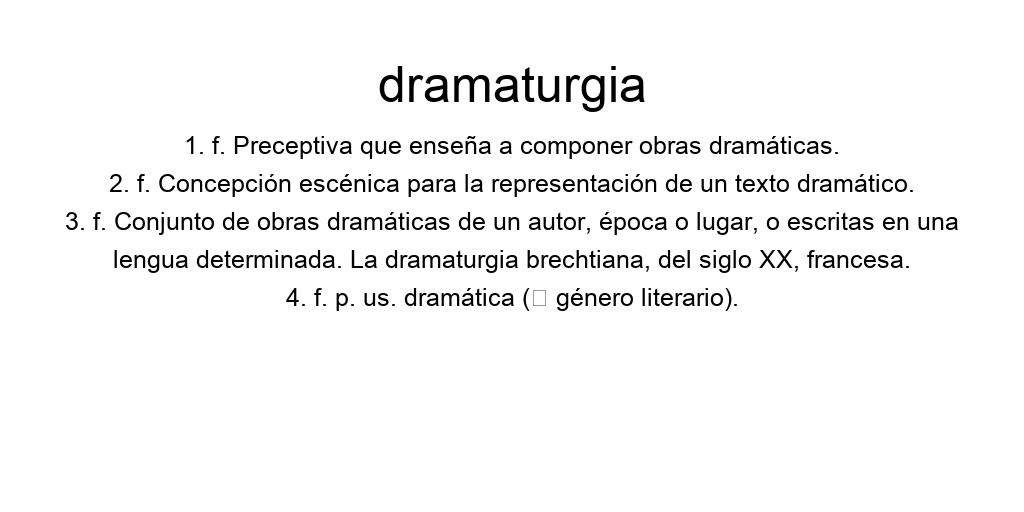 dramaturgia
1. f. Preceptiva que enseña a componer obras dramáticas.
2. f. Concepción escénica para la representación de un texto dramático.
3. f. Conjunto de obras dramáticas de un autor, época o lugar, o escritas en una
lengua determinada. La dramaturgia brechtiana, del siglo XX, francesa.
4. f. p. us. dramática (□ género literario).